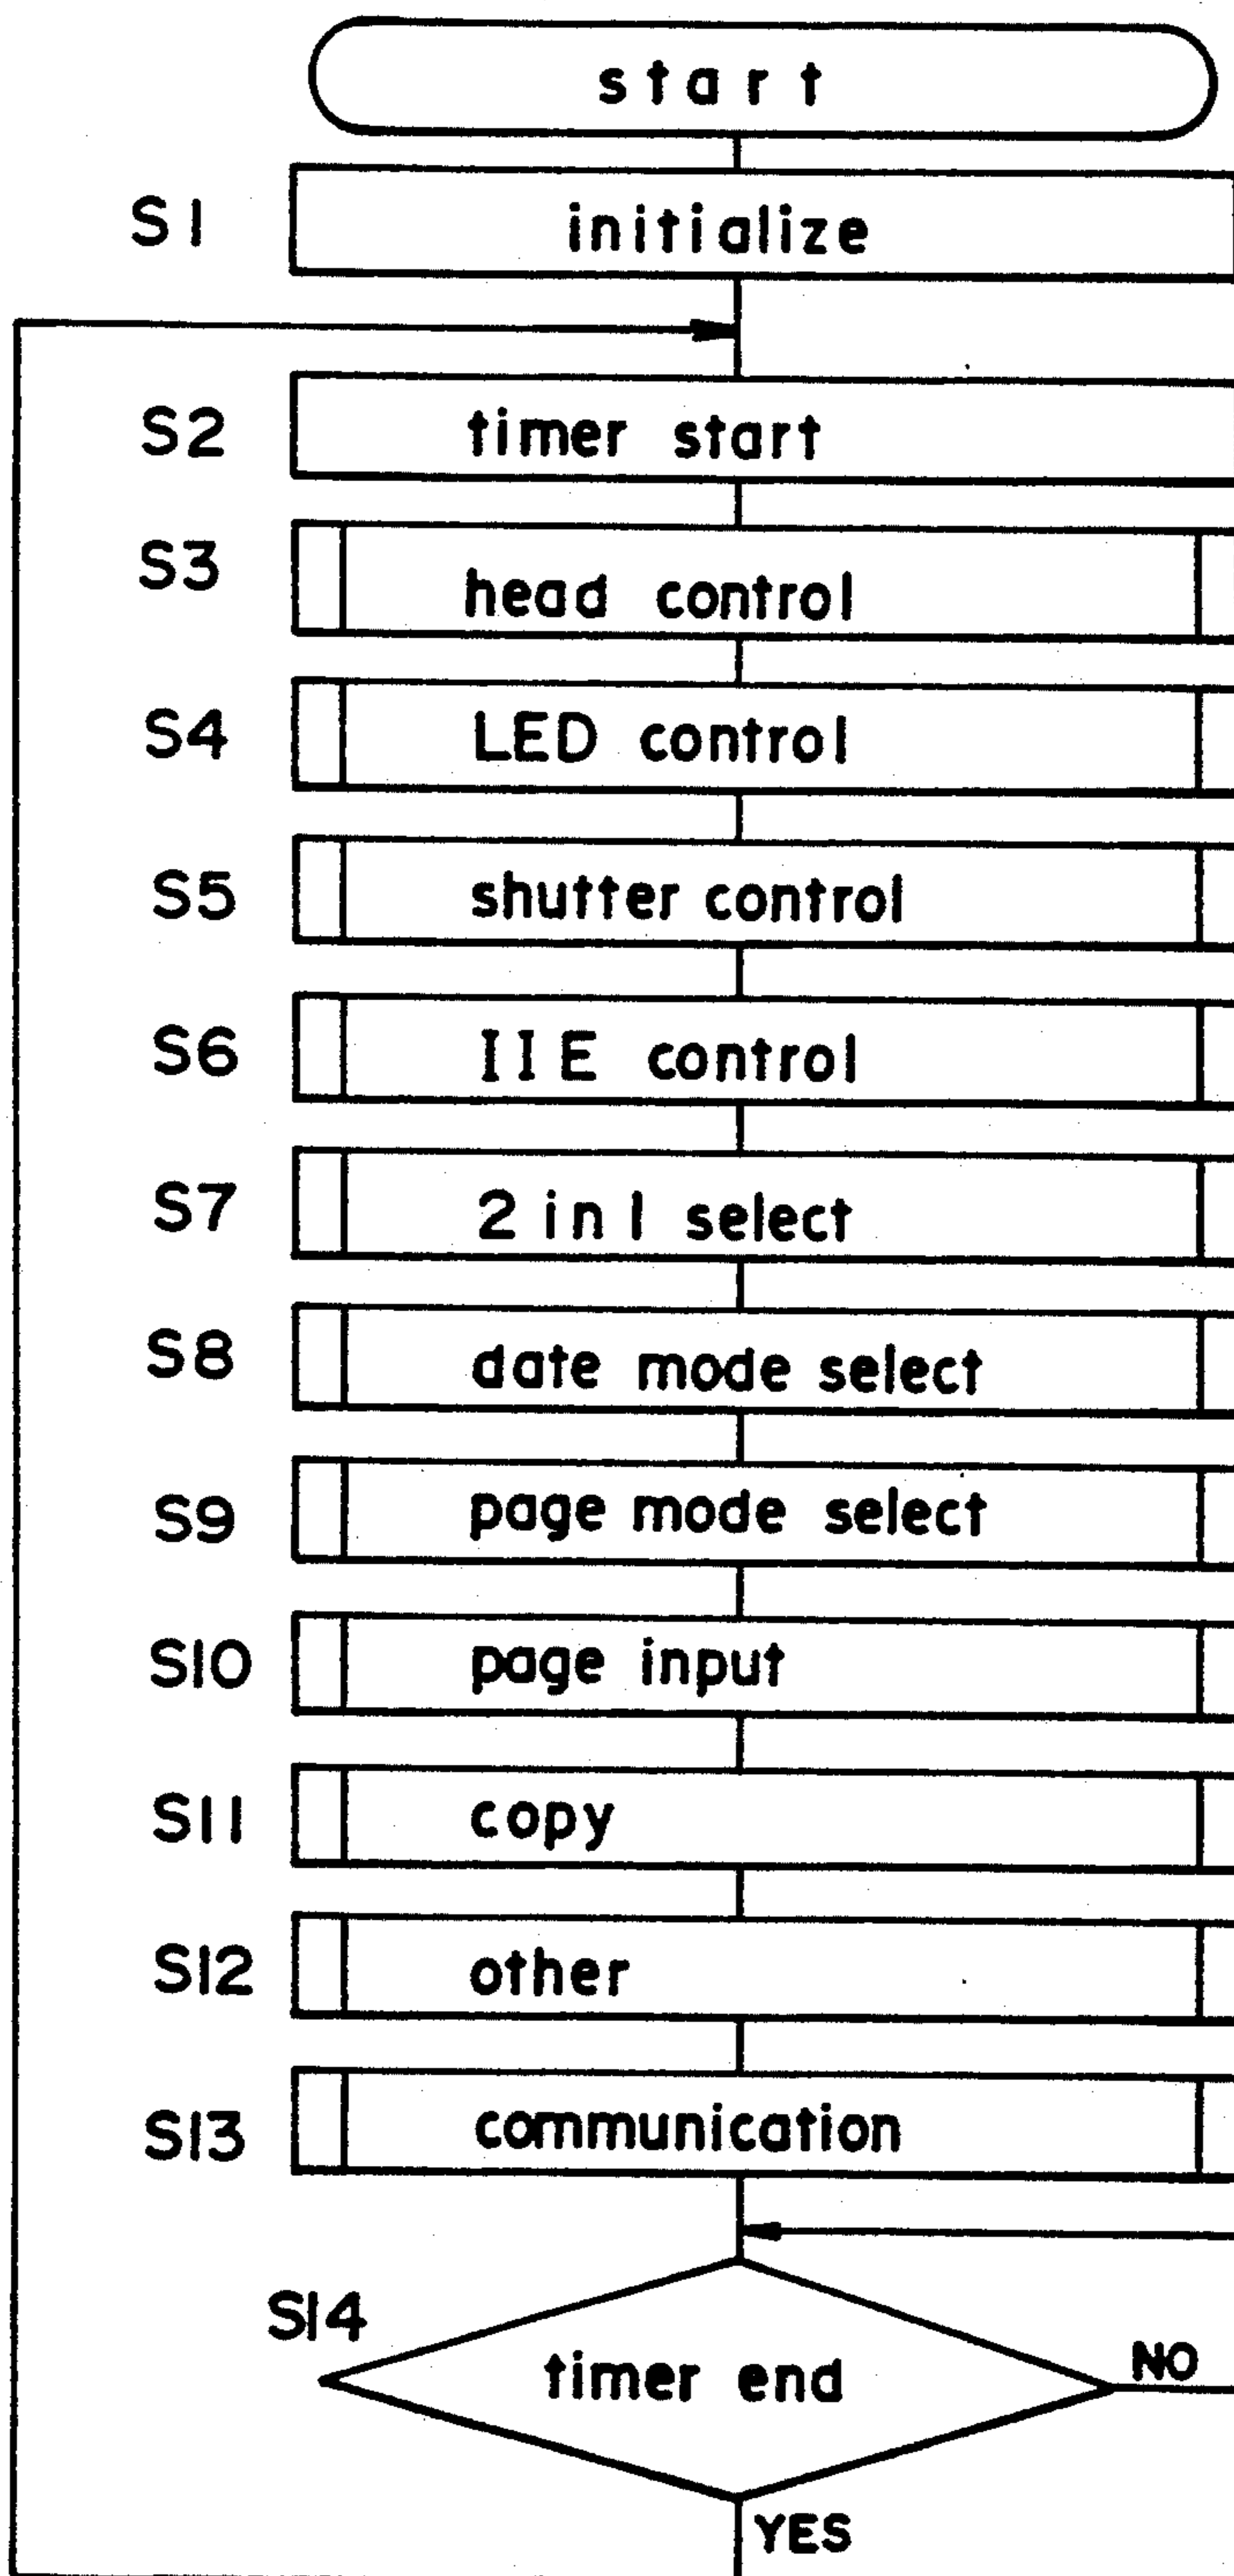 start
S1 initialize
S2 timer start
S3 head control
S4 LED control
S5 shutter control
S6 IIE control
S7 2 in 1 select
S8 date mode select
S9 page mode select
S10 page input
S11 copy
S12 other
S13 communication
S14 timer end NO
YES